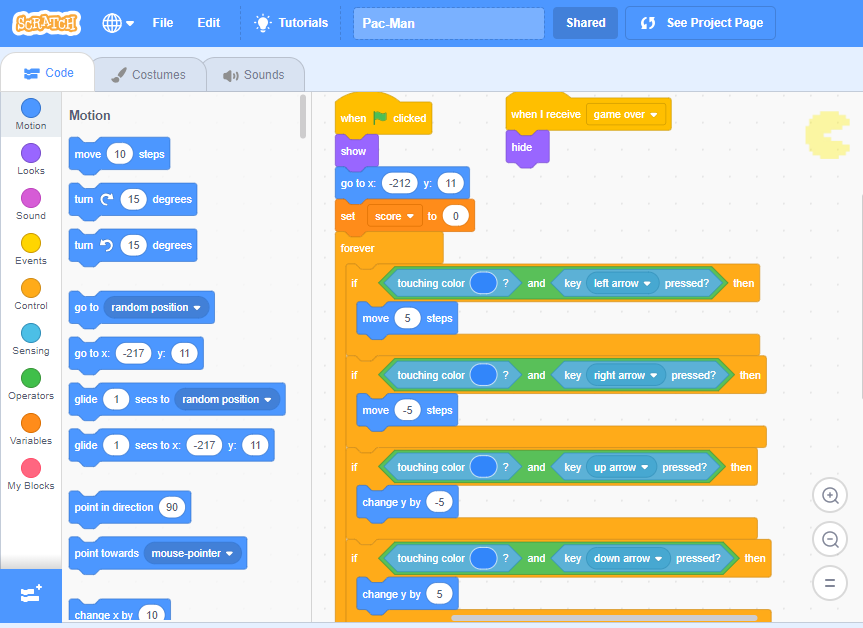 SCRATCH File Edit Tutorials Pac-Man Shared See Project Page
Code Costumes Sounds
Motion
Looks
Sound
Events
Control
Sensing
Operators
Variables
My Blocks
Motion
move 10 steps
turn 15 degrees
turn 15 degrees
go to random position
go to x: -217 y: 11
glide 1 secs to random position
glide 1 secs to x: -217 y: 11
point in direction 90
point towards mouse-pointer
change x by 10
when clicked
show
go to x: -212 y: 11
set score to 0
forever
if touching color ? and key left arrow pressed? then
move 5 steps
if touching color ? and key right arrow pressed? then
move -5 steps
if touching color ? and key up arrow pressed? then
change y by -5
if touching color ? and key down arrow pressed? then
change y by 5
when I receive game over
hide